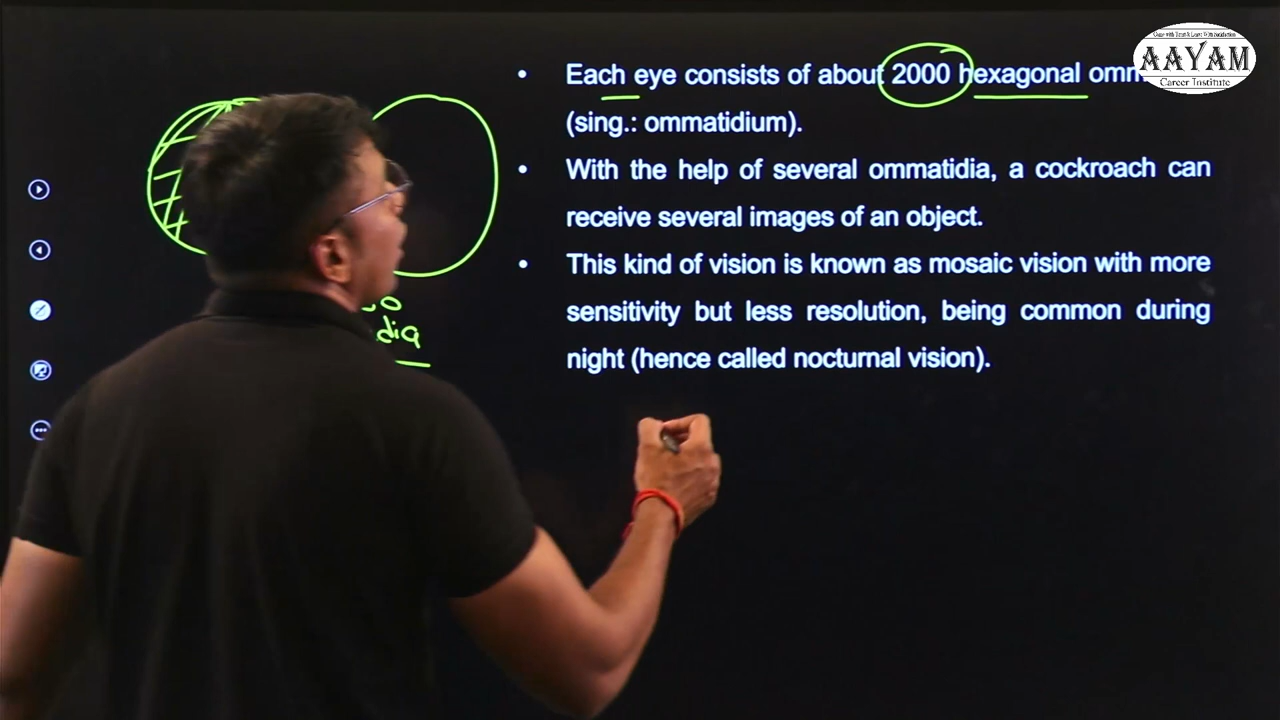 • Each eye consists of about 2000 hexagonal
(sing.: ommatidium).
• With the help of several ommatidia, a cockroach can
receive several images of an object.
• This kind of vision is known as mosaic vision with more
sensitivity but less resolution, being common during
night (hence called nocturnal vision).
AAYAM
Career Institute